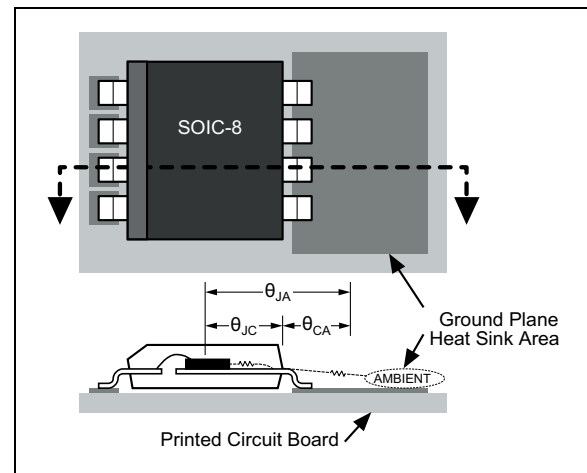 SOIC-8
θJA
θJC
θCA
Ground Plane
Heat Sink Area
AMBIENT
Printed Circuit Board